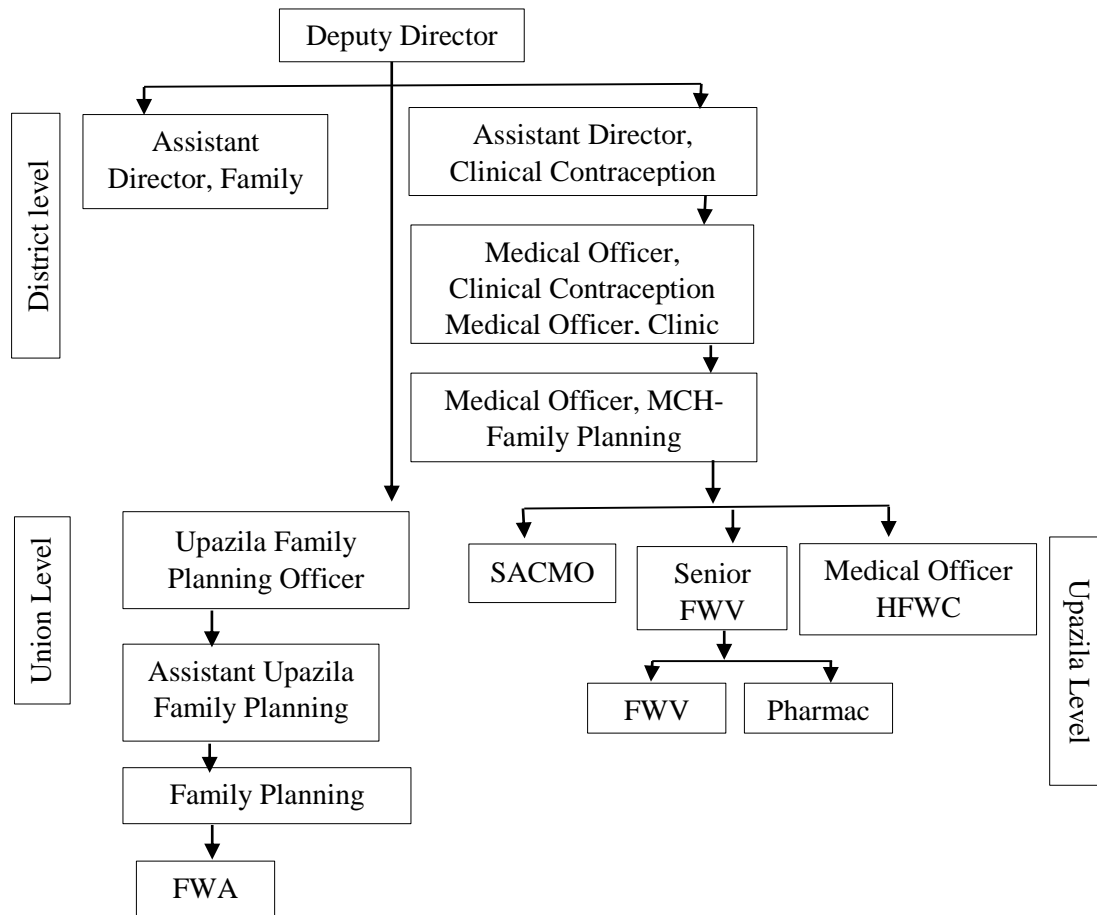 Deputy Director
District level
Assistant
Director, Family
Assistant Director,
Clinical Contraception
Medical Officer,
Clinical Contraception
Medical Officer, Clinic
Medical Officer, MCH-
Family Planning
Union Level
Upazila Family
Planning Officer
SACMO
Senior
FWV
Medical Officer
HFWC
Upazila Level
Assistant Upazila
Family Planning
FWV
Pharmac
Family Planning
FWA